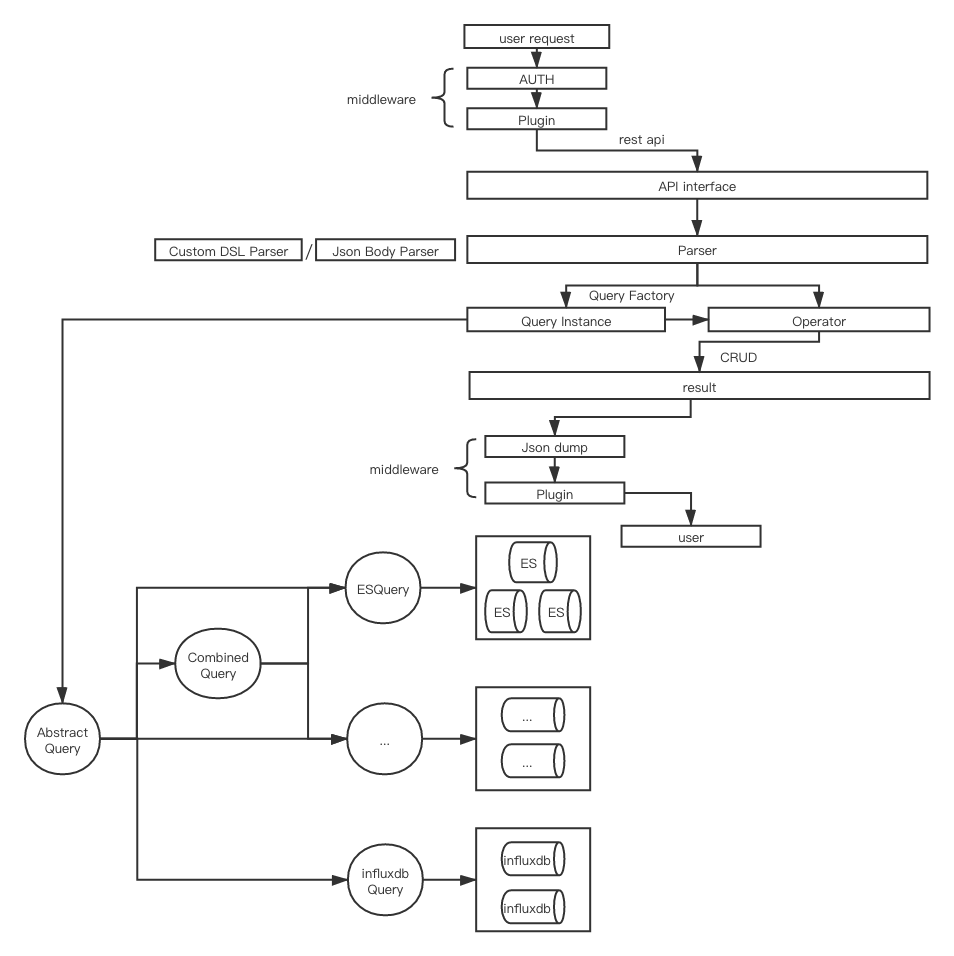 user request
AUTH
middleware
Plugin
rest api
API interface
Custom DSL Parser / Json Body Parser
Parser
Query Factory
Query Instance
Operator
CRUD
result
Json dump
middleware
Plugin
user
ES
ESQuery
ES
ES
Combined
Query
Abstract
Query
...
...
...
influxdb
Query
influxdb
influxdb